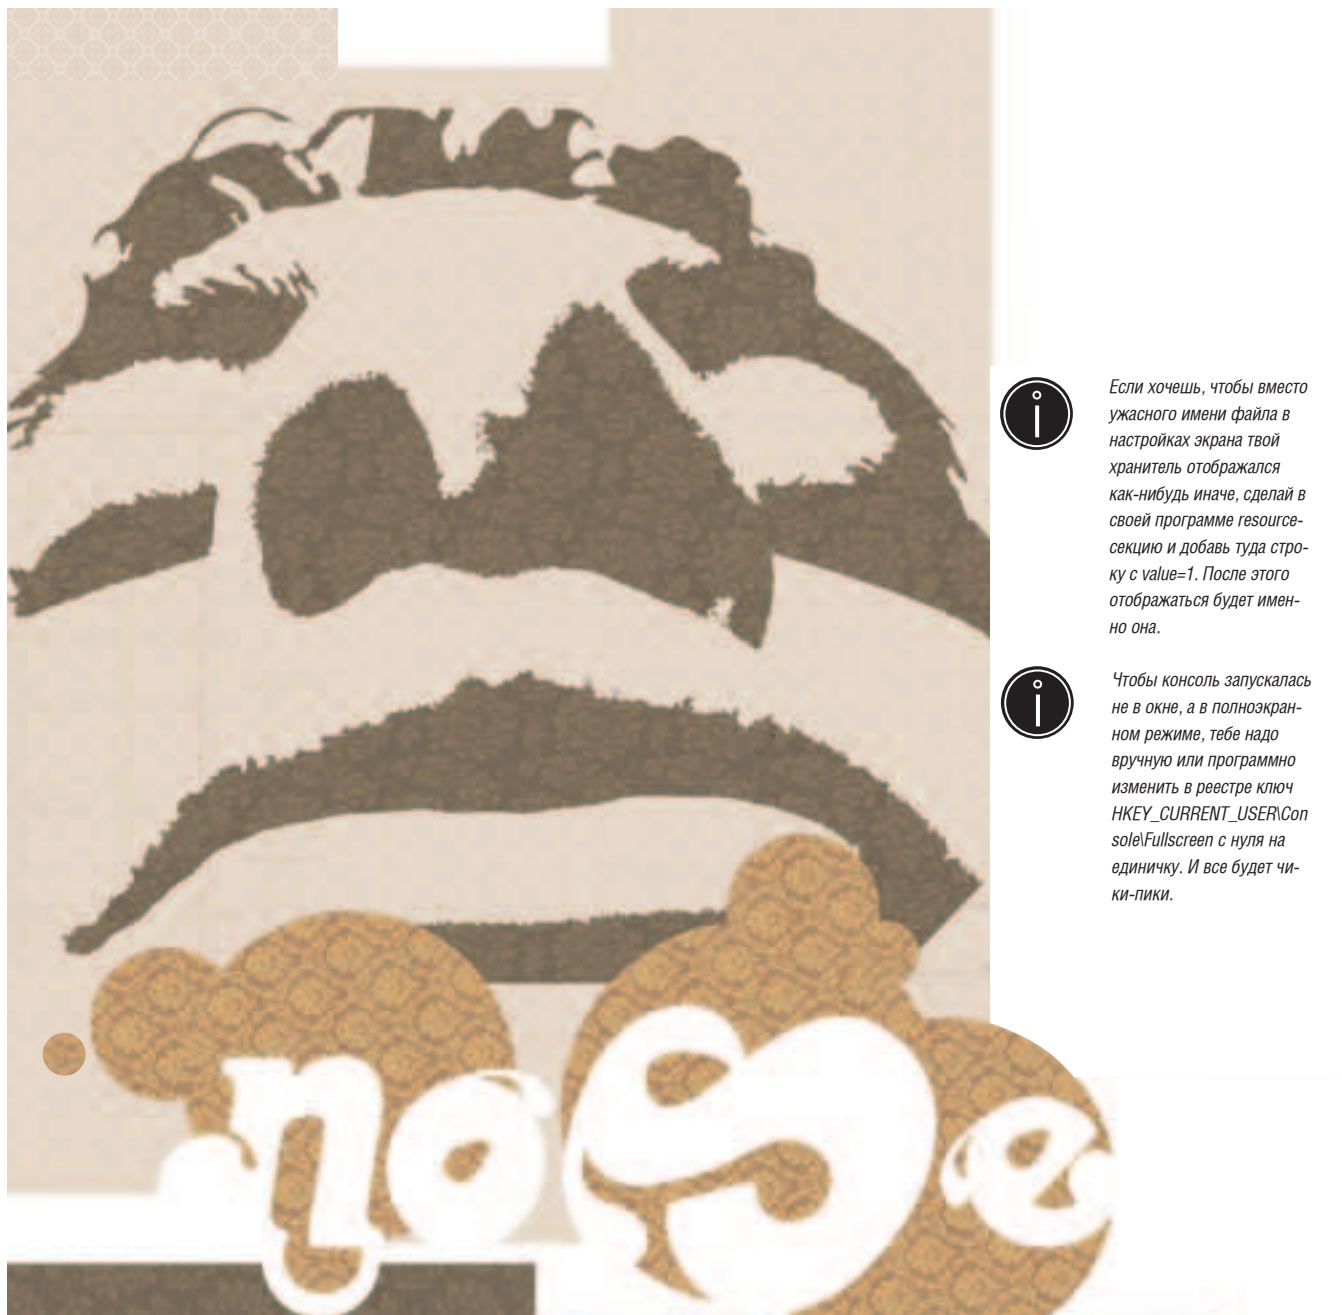 Если хочешь, чтобы вместо
ужасного имени файла в
настройках экрана твой
хранитель отображался
как-нибудь иначе, сделай в
своей программе resource-
секцию и добавь туда стро-
ку с value=1. После этого
отображаться будет имен-
но она.
Чтобы консоль запускалась
не в окне, а в полноэкран-
ном режиме, тебе надо
вручную или программно
изменить в реестре ключ
HKEY_CURRENT_USER\Con
sole\Fullscreen с нуля на
единичку. И все будет чи-
ки-пики.
noSe